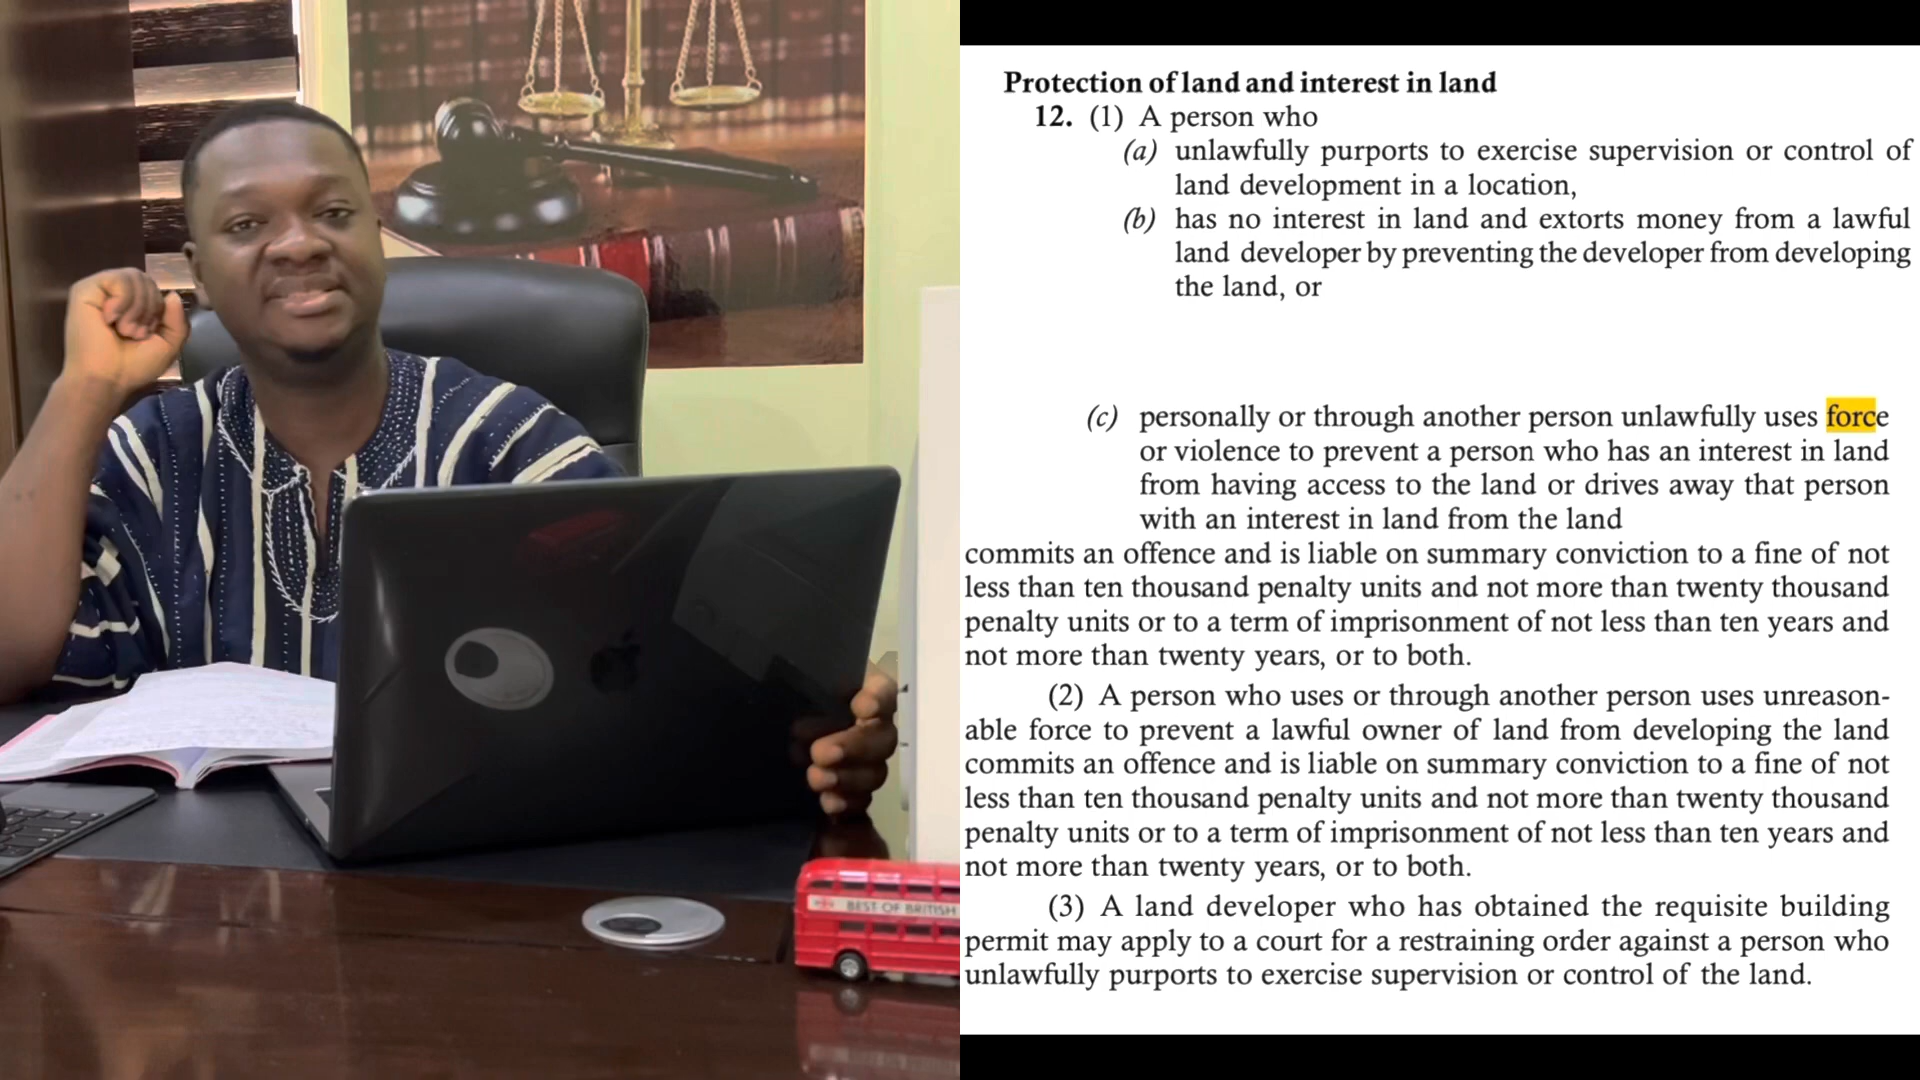 Protection of land and interest in land
12. (1) A person who
(a) unlawfully purports to exercise supervision or control of
land development in a location,
(b) has no interest in land and extorts money from a lawful
land developer by preventing the developer from developing
the land, or
(c) personally or through another person unlawfully uses force
or violence to prevent a person who has an interest in land
from having access to the land or drives away that person
with an interest in land from the land
commits an offence and is liable on summary conviction to a fine of not
less than ten thousand penalty units and not more than twenty thousand
penalty units or to a term of imprisonment of not less than ten years and
not more than twenty years, or to both.
(2) A person who uses or through another person uses unreason-
able force to prevent a lawful owner of land from developing the land
commits an offence and is liable on summary conviction to a fine of not
less than ten thousand penalty units and not more than twenty thousand
penalty units or to a term of imprisonment of not less than ten years and
not more than twenty years, or to both.
(3) A land developer who has obtained the requisite building
permit may apply to a court for a restraining order against a person who
unlawfully purports to exercise supervision or control of the land.
BEST OF BRITISH